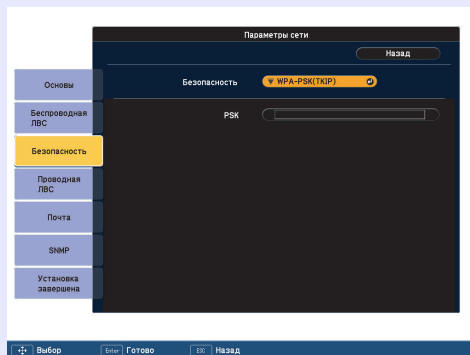 Параметры сети
Назад
Основы
Безопасность
WPA-PSK(TKIP)
Беспроводная
ЛВС
PSK
Безопасность
Проводная
ЛВС
Почта
SNMP
Установка
завершена
Выбор
Enter Готово
ESC Назад